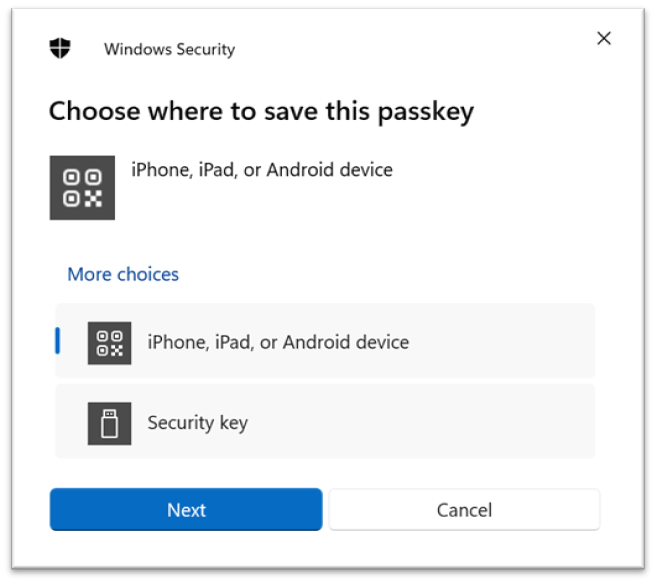 Windows Security
Choose where to save this passkey
iPhone, iPad, or Android device
More choices
iPhone, iPad, or Android device
Security key
Next
Cancel